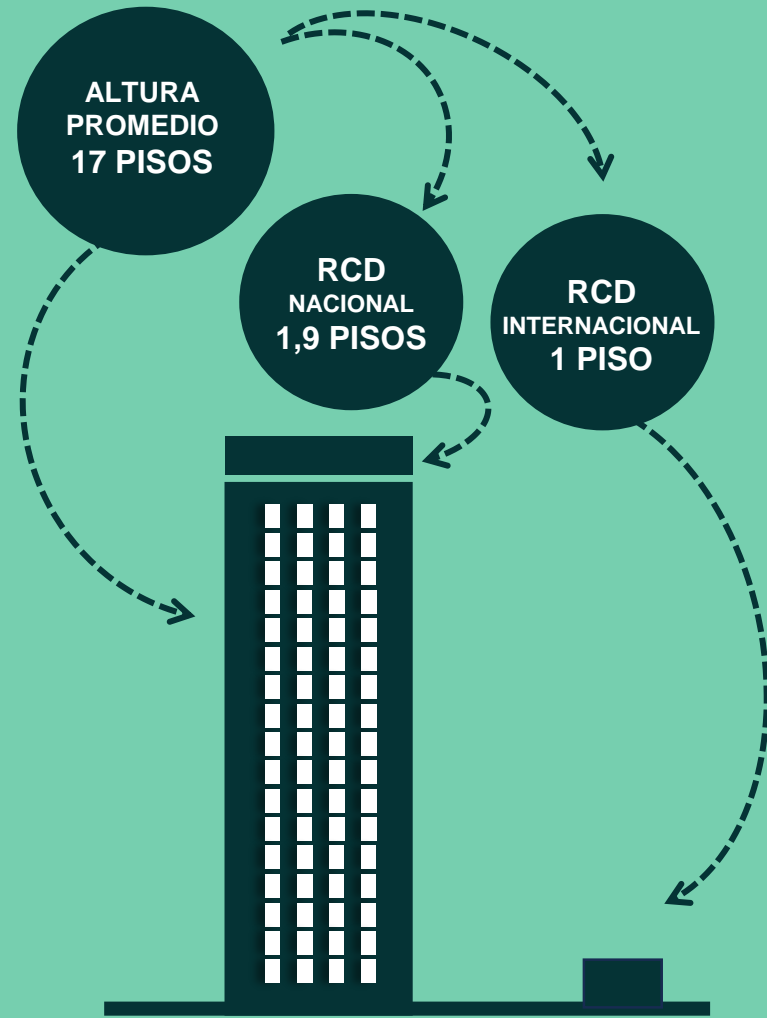 ALTURA
PROMEDIO
17 PISOS
RCD
NACIONAL
1,9 PISOS
RCD
INTERNACIONAL
1 PISO